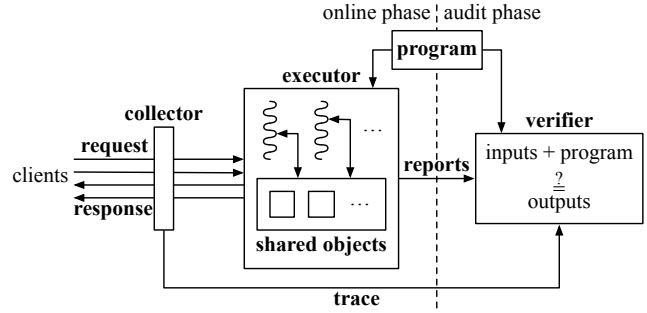 online phase audit phase
program
executor
collector
verifier
request
...
...
inputs + program
clients
reports
?
=
outputs
response
...
shared objects
trace